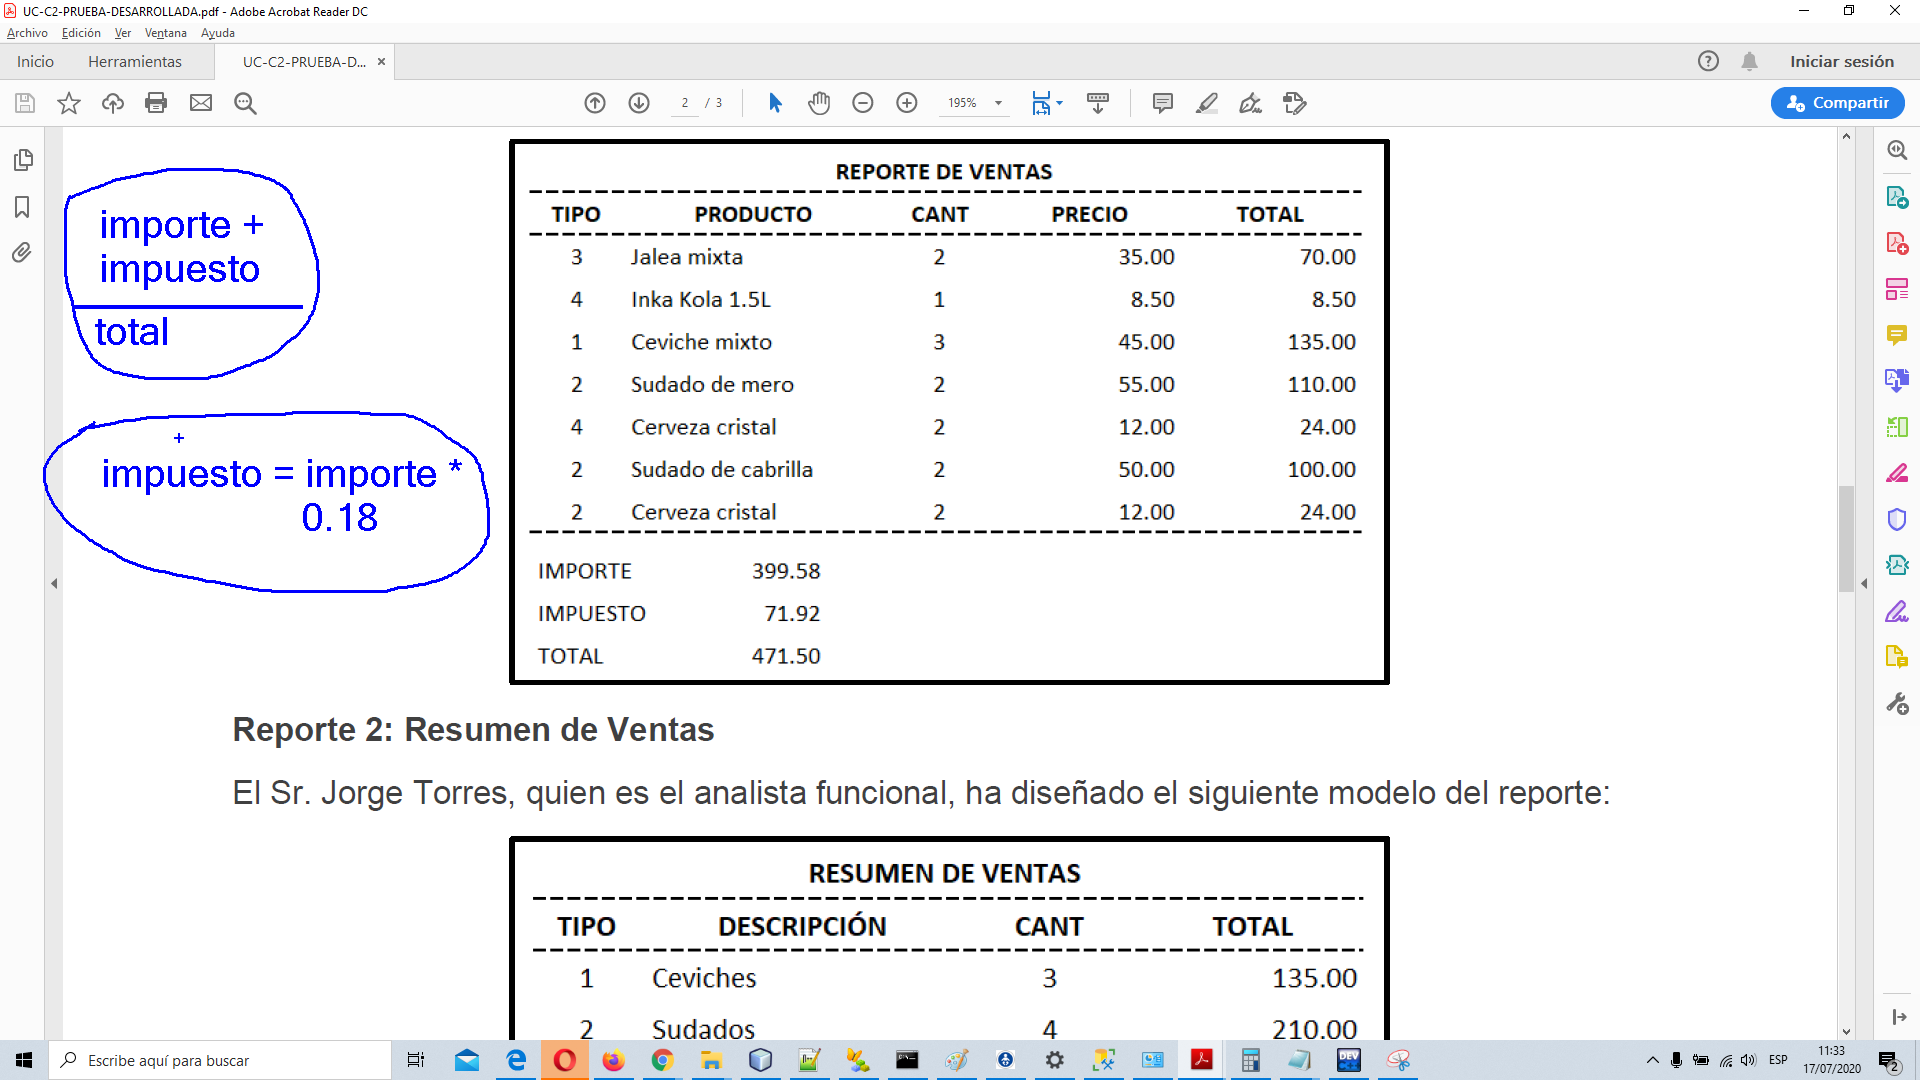 UC-C2-PRUEBA-DESARROLLADA.pdf - Adobe Acrobat Reader DC
Archivo Edición Ver Ventana Ayuda
Inicio Herramientas UC-C2-PRUEBA-D... × Iniciar sesión
2 / 3 195% Compartir
importe +
impuesto
total
impuesto = importe *
0.18
REPORTE DE VENTAS
TIPO PRODUCTO CANT PRECIO TOTAL
3 Jalea mixta 2 35.00 70.00
4 Inka Kola 1.5L 1 8.50 8.50
1 Ceviche mixto 3 45.00 135.00
2 Sudado de mero 2 55.00 110.00
4 Cerveza cristal 2 12.00 24.00
2 Sudado de cabrilla 2 50.00 100.00
2 Cerveza cristal 2 12.00 24.00
IMPORTE 399.58
IMPUESTO 71.92
TOTAL 471.50
Reporte 2: Resumen de Ventas
El Sr. Jorge Torres, quien es el analista funcional, ha diseñado el siguiente modelo del reporte:
RESUMEN DE VENTAS
TIPO DESCRIPCIÓN CANT TOTAL
1 Ceviches 3 135.00
2 Sudados 4 210.00
Escribe aquí para buscar
DEV
ESP
11:33
17/07/2020
2